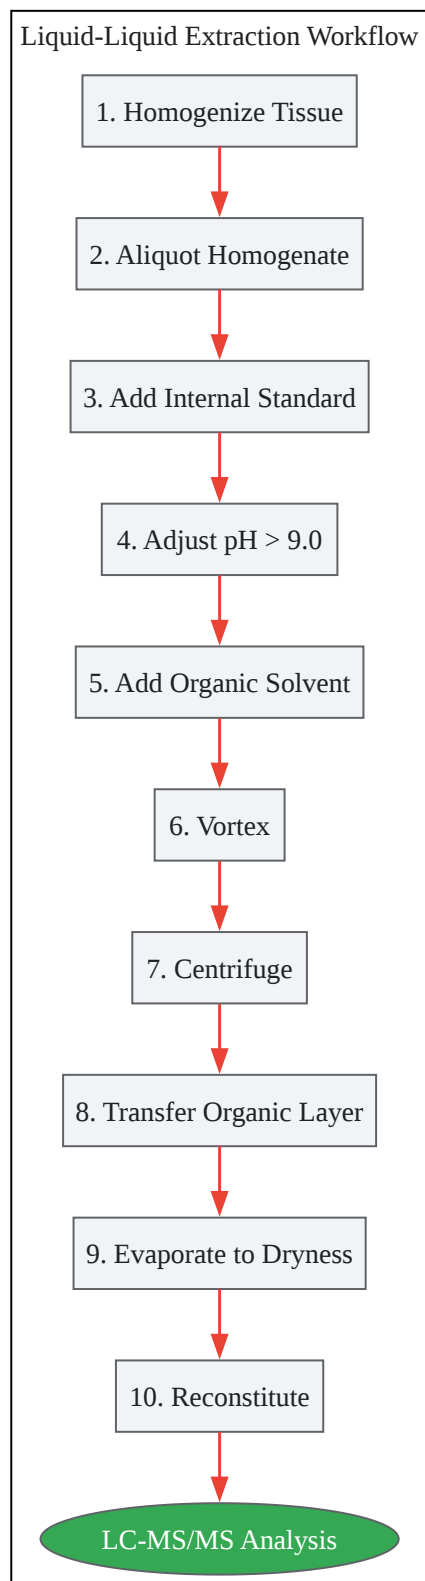 Liquid-Liquid Extraction Workflow
1. Homogenize Tissue
2. Aliquot Homogenate
3. Add Internal Standard
4. Adjust pH > 9.0
5. Add Organic Solvent
6. Vortex
7. Centrifuge
8. Transfer Organic Layer
9. Evaporate to Dryness
10. Reconstitute
LC-MS/MS Analysis